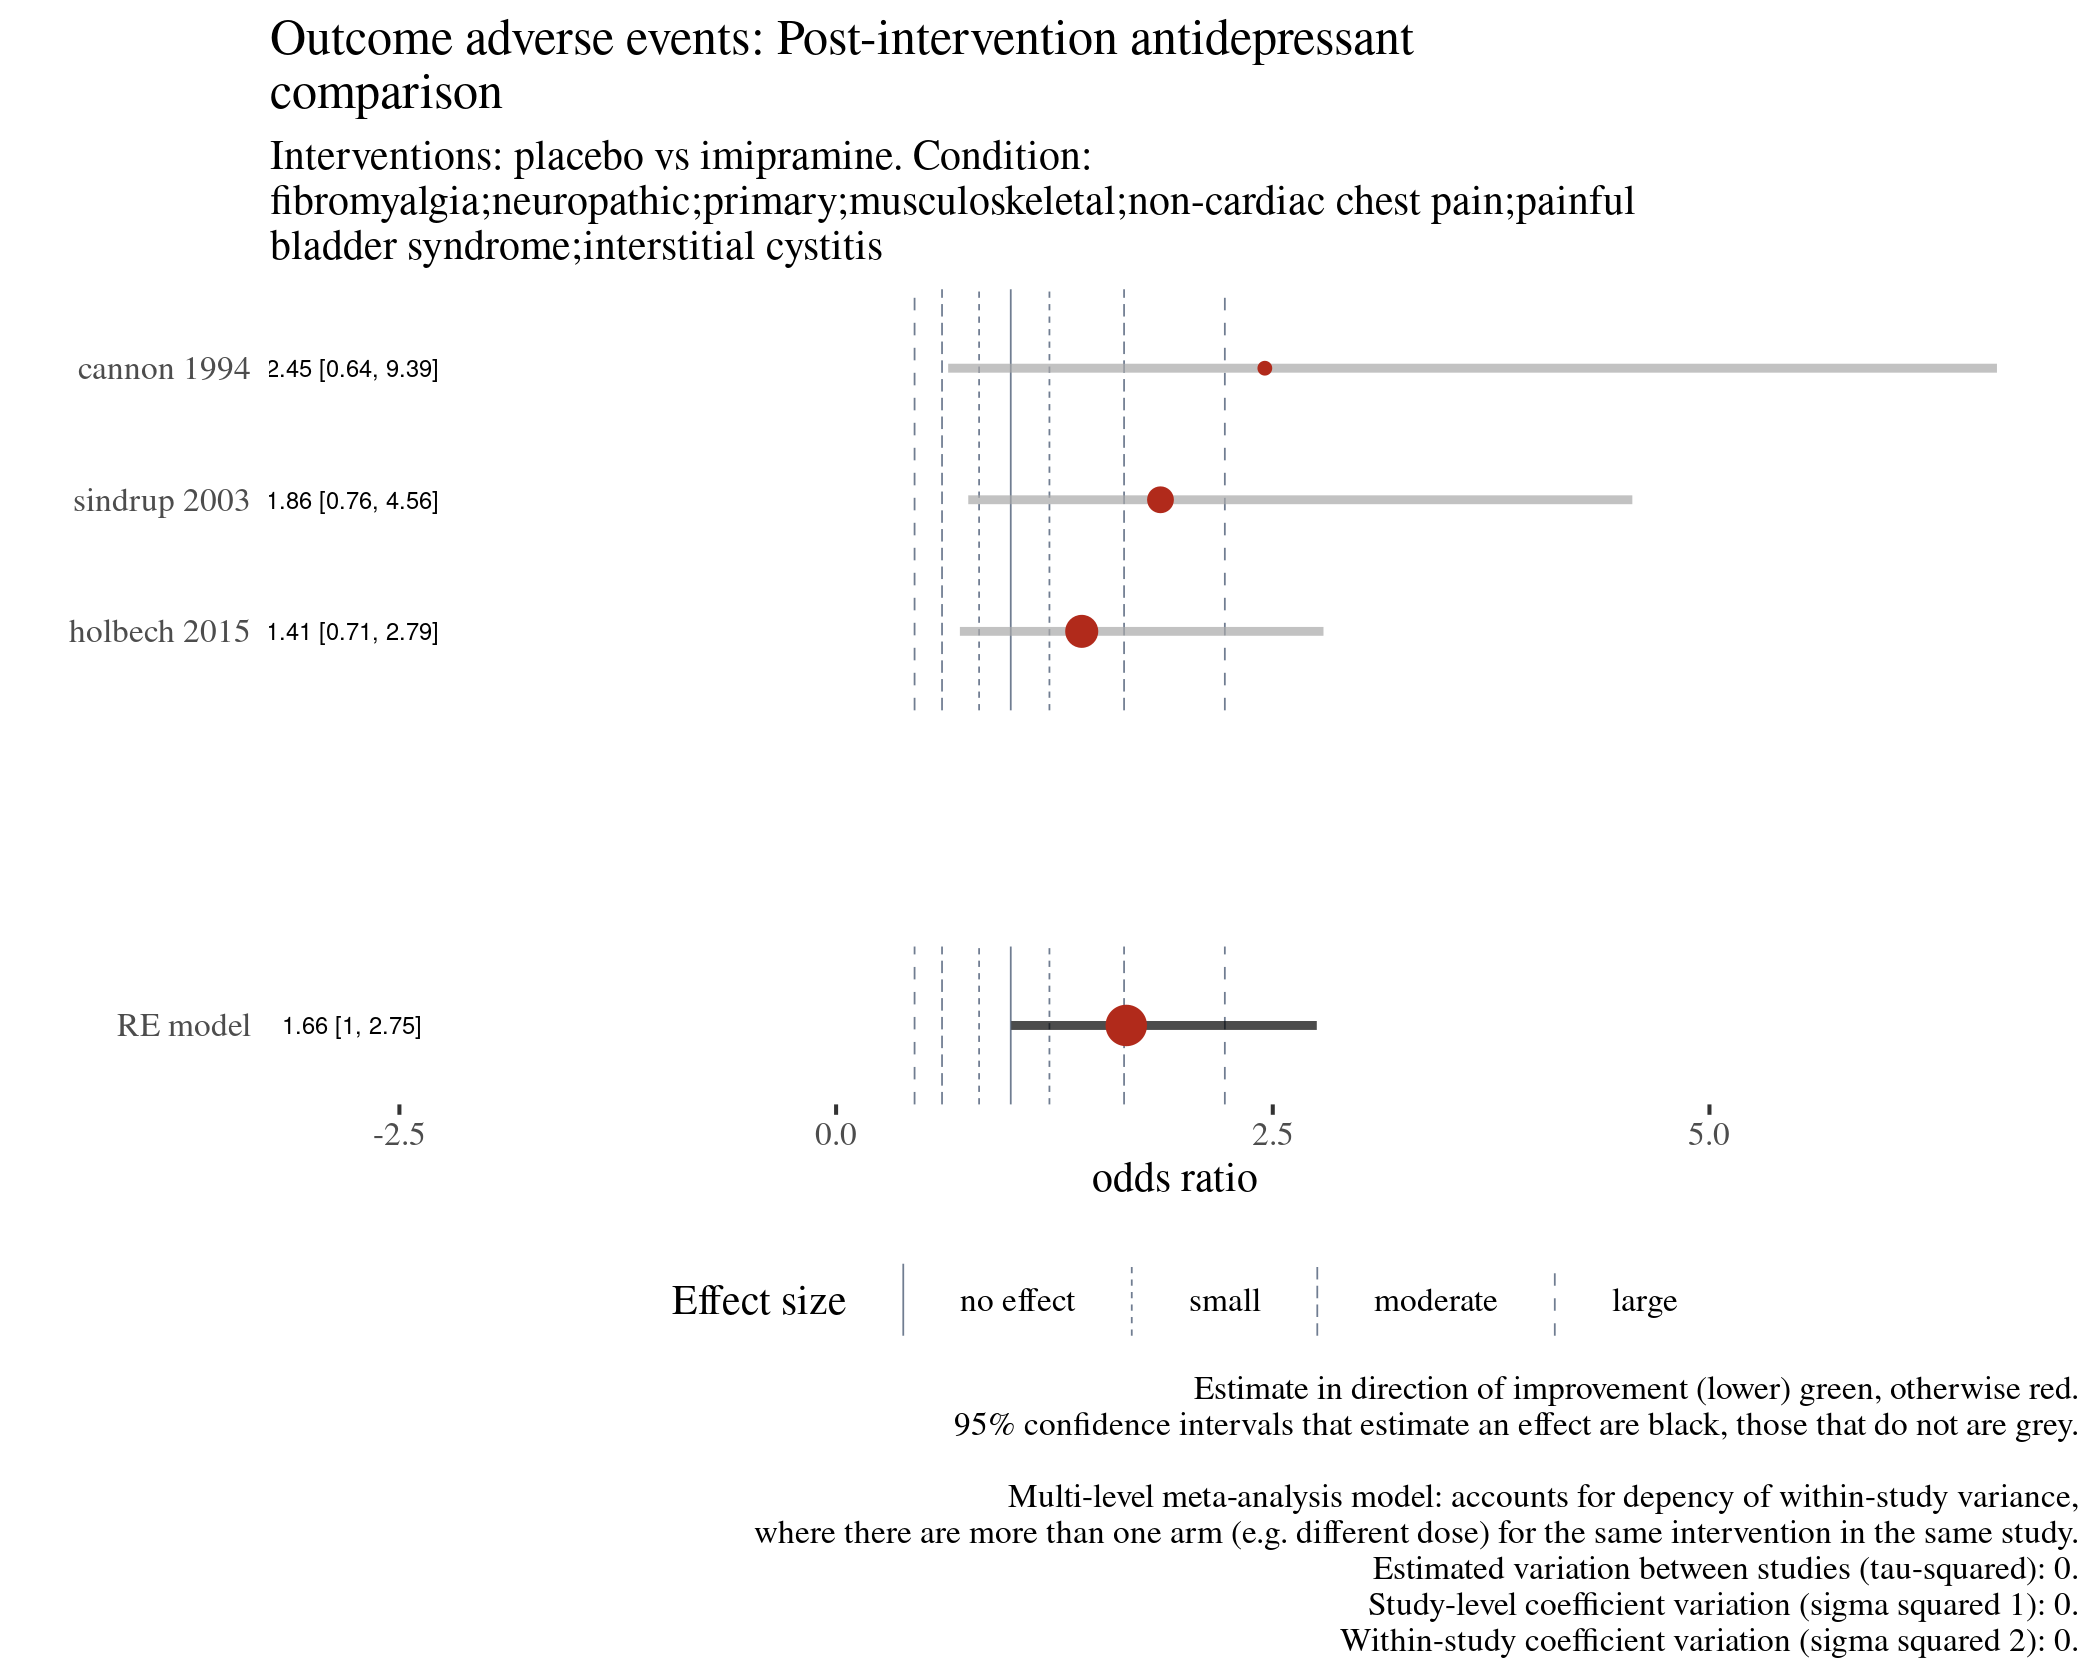 Outcome adverse events: Post-intervention antidepressant
comparison
Interventions: placebo vs imipramine. Condition:
fibromyalgia;neuropathic;primary;musculoskeletal;non-cardiac chest pain;painful
bladder syndrome;interstitial cystitis
cannon 1994 2.45 [0.64, 9.39]
sindrup 2003 1.86 [0.76, 4.56]
holbech 2015 1.41 [0.71, 2.79]
RE model 1.66 [1, 2.75]
-2.5 0.0 2.5 5.0
odds ratio
Effect size no effect small moderate large
Estimate in direction of improvement (lower) green, otherwise red.
95% confidence intervals that estimate an effect are black, those that do not are grey.
Multi-level meta-analysis model: accounts for depency of within-study variance,
where there are more than one arm (e.g. different dose) for the same intervention in the same study.
Estimated variation between studies (tau-squared): 0.
Study-level coefficient variation (sigma squared 1): 0.
Within-study coefficient variation (sigma squared 2): 0.